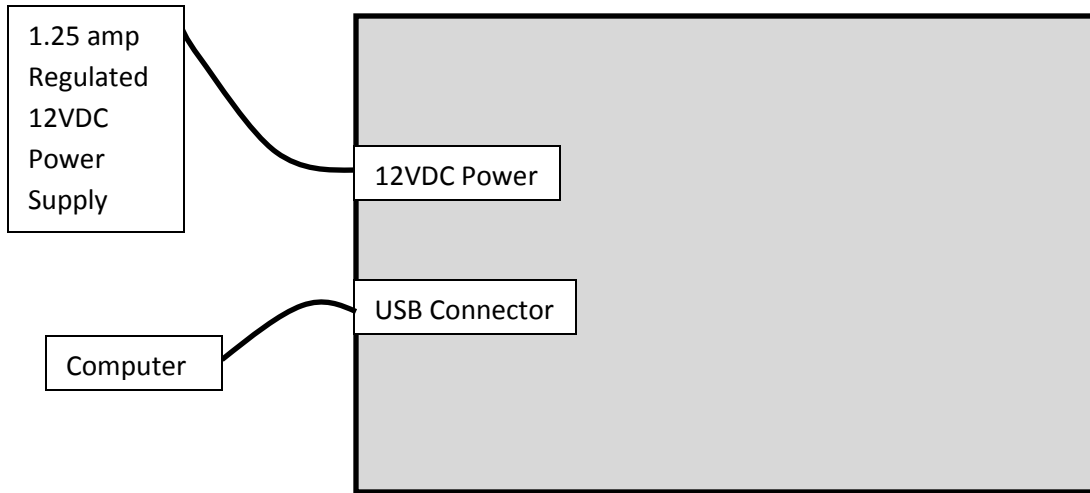 1.25 amp
Regulated
12VDC
Power
Supply
12VDC Power
USB Connector
Computer